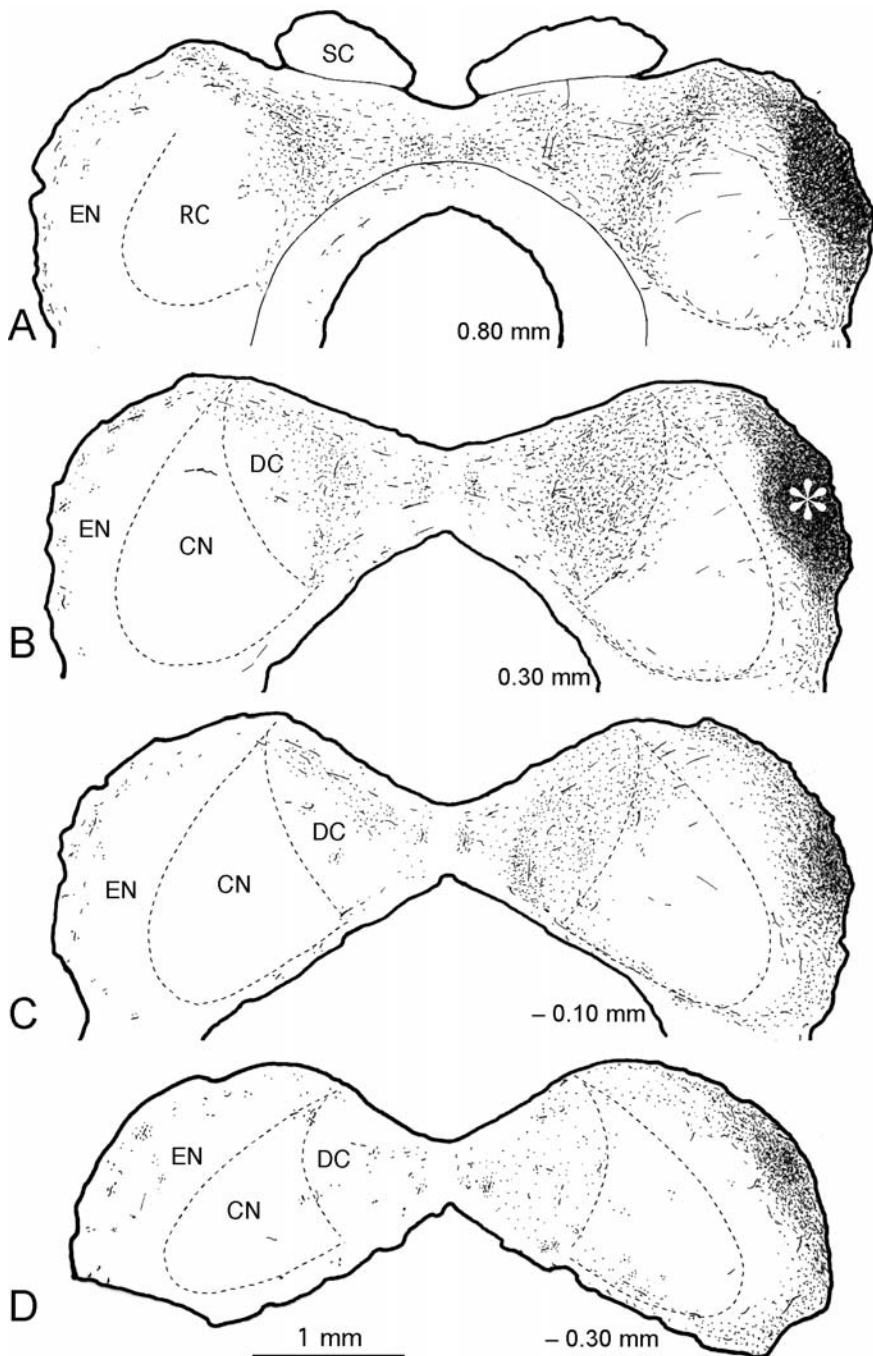 SC
EN RC
A 0.80 mm
DC
EN CN
B 0.30 mm
DC
EN CN
C – 0.10 mm
EN DC
CN
D 1 mm – 0.30 mm